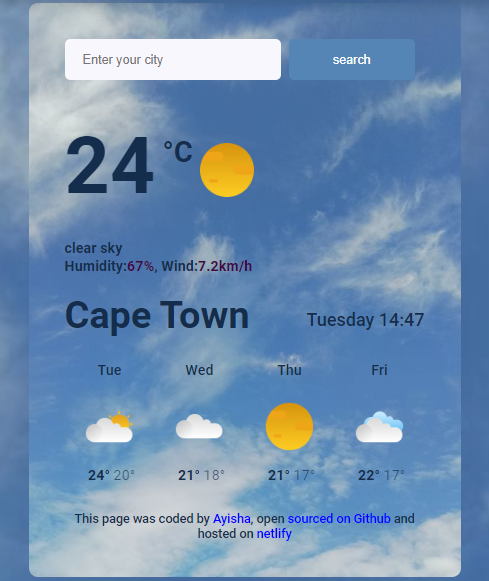 Enter your city search
24 °C
clear sky
Humidity:67%, Wind:7.2km/h
Cape Town Tuesday 14:47
Tue Wed Thu Fri
24° 20° 21° 18° 21° 17° 22° 17°
This page was coded by Ayisha, open sourced on Github and
hosted on netlify